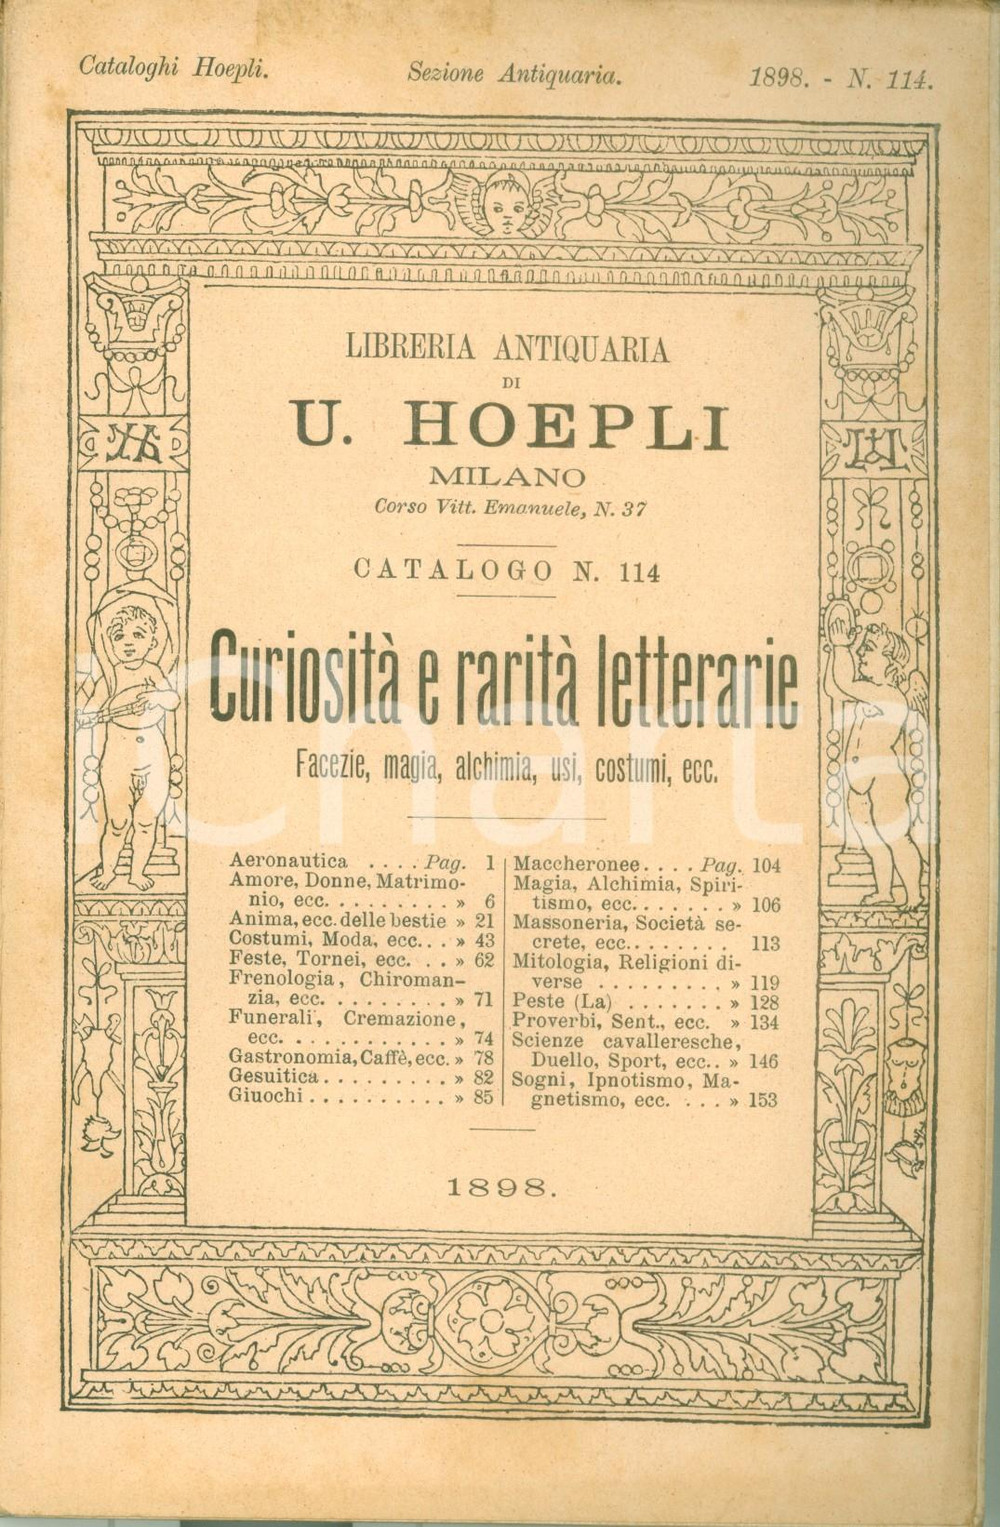 Cataloghi Hoepli. Sezione Antiquaria. 1898. - N. 114.
LIBRERIA ANTIQUARIA
DI
U. HOEPLI
MILANO
Corso Vitt. Emanuele, N. 37
CATALOGO N. 114
Curiosità e rarità letterarie
Facezie, magia, alchimia, usi, costumi, ecc.
Aeronautica . . . . Pag. 1
Amore, Donne, Matrimo-
nio, ecc. . . . . . . . . . » 6
Anima, ecc. delle bestie » 21
Costumi, Moda, ecc. . . » 43
Feste, Tornei, ecc. . . . » 62
Frenologia, Chiroman-
zia, ecc. . . . . . . . . . » 71
Funerali, Cremazione,
ecc. . . . . . . . . . . . . » 74
Gastronomia, Caffè, ecc. » 78
Gesuitica . . . . . . . . . » 82
Giuochi . . . . . . . . . . » 85
Maccheronee . . . . Pag. 104
Magia, Alchimia, Spiri-
tismo, ecc. . . . . . . . » 106
Massoneria, Società se-
crete, ecc. . . . . . . . 113
Mitologia, Religioni di-
verse . . . . . . . . . » 119
Peste (La) . . . . . . . » 128
Proverbi, Sent., ecc. » 134
Scienze cavalleresche,
Duello, Sport, ecc. . » 146
Sogni, Ipnotismo, Ma-
gnetismo, ecc. . . . . » 153
1898.